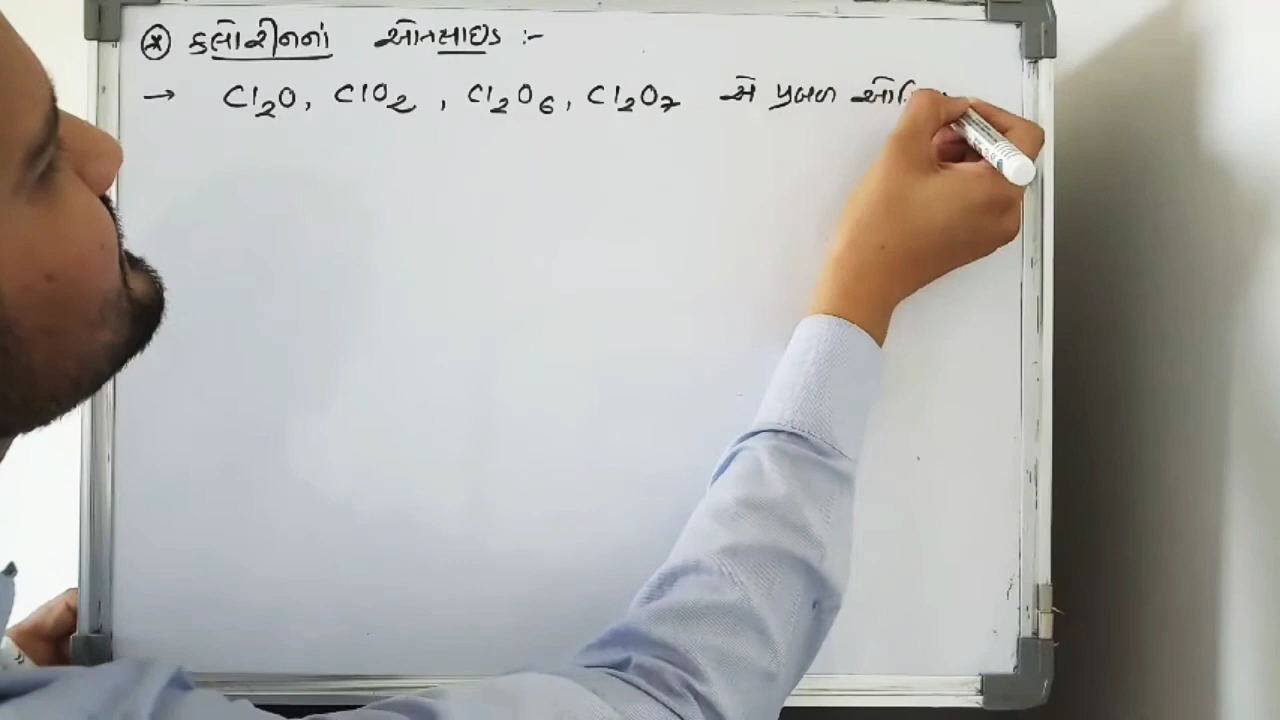 * ક્લોરીનનાં ઓક્સાઇડ :-
→ Cl2O, ClO2, Cl2O6, Cl2O7 એ પ્રબળ